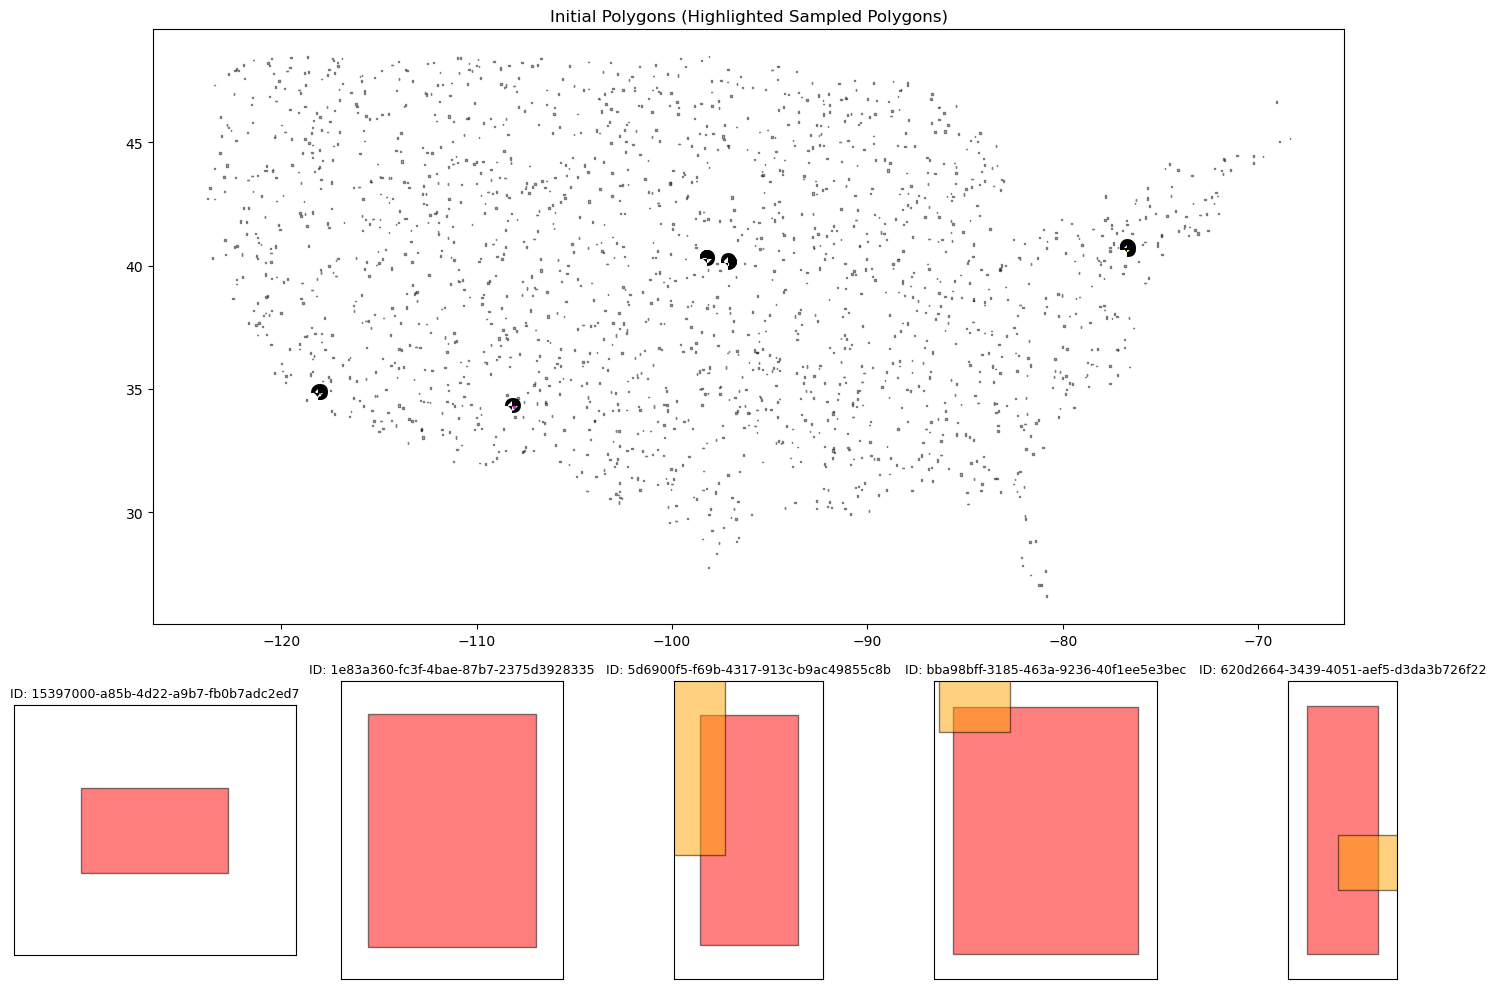 Initial Polygons (Highlighted Sampled Polygons)
45
40
35
30
−120
−110
−100
−90
−80
−70
ID: 15397000-a85b-4d22-a9b7-fb0b7adc2ed7
ID: 1e83a360-fc3f-4bae-87b7-2375d3928335
ID: 5d6900f5-f69b-4317-913c-b9ac49855c8b
ID: bba98bff-3185-463a-9236-40f1ee5e3bec
ID: 620d2664-3439-4051-aef5-d3da3b726f22